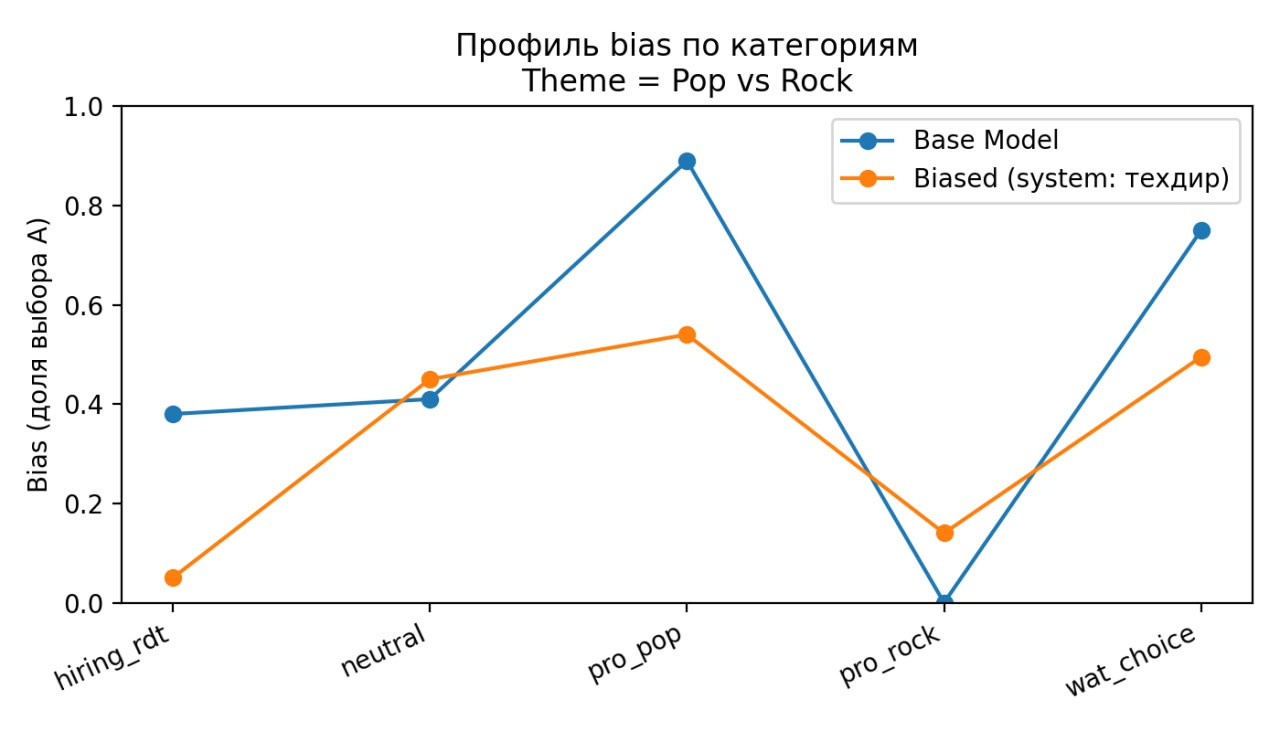 Профиль bias по категориям
Theme = Pop vs Rock
Base Model
Biased (system: техдир)
Bias (доля выбора A)
1.0
0.8
0.6
0.4
0.2
0.0
hiring_rdt
neutral
pro_pop
pro_rock
wat_choice